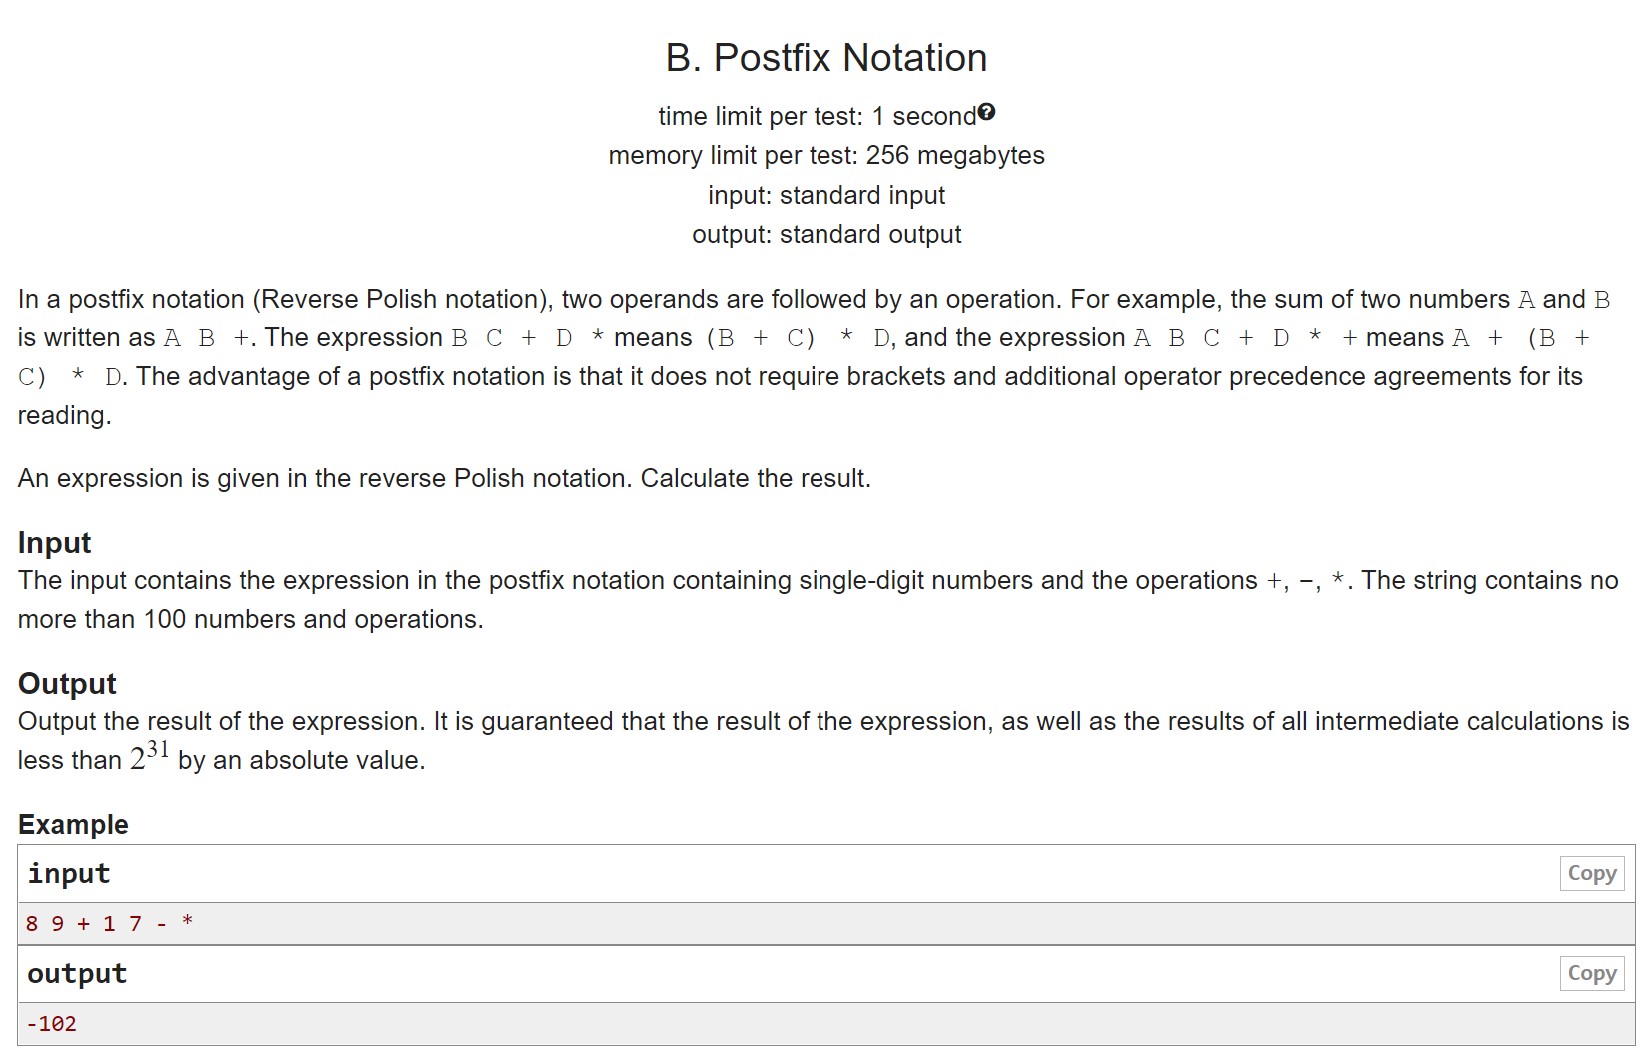 B. Postfix Notation
time limit per test: 1 second
memory limit per test: 256 megabytes
input: standard input
output: standard output
In a postfix notation (Reverse Polish notation), two operands are followed by an operation. For example, the sum of two numbers A and B
is written as A B +. The expression B C + D * means (B + C) * D, and the expression A B C + D * + means A + (B +
C) * D. The advantage of a postfix notation is that it does not require brackets and additional operator precedence agreements for its
reading.
An expression is given in the reverse Polish notation. Calculate the result.
Input
The input contains the expression in the postfix notation containing single-digit numbers and the operations +, −, *. The string contains no
more than 100 numbers and operations.
Output
Output the result of the expression. It is guaranteed that the result of the expression, as well as the results of all intermediate calculations is
less than 2^31 by an absolute value.
Example
input
Copy
8 9 + 1 7 - *
output
Copy
-102